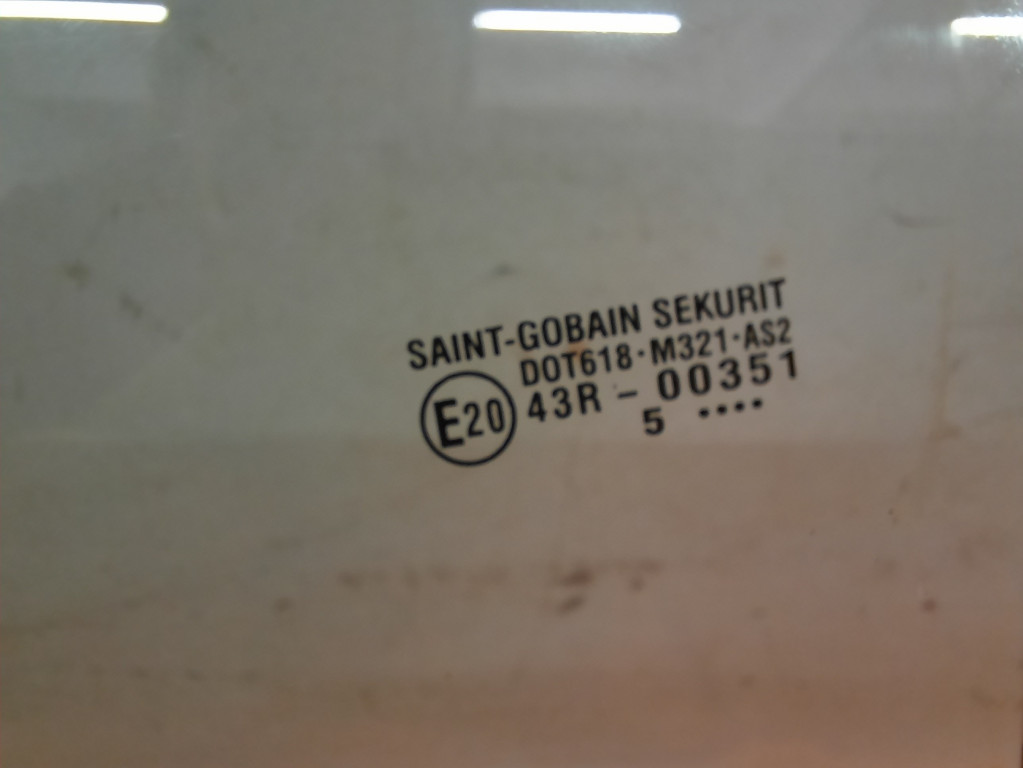 SAINT-GOBAIN SEKURIT
DOT618·M321·AS2
E20 43R - 00351
5 ••••